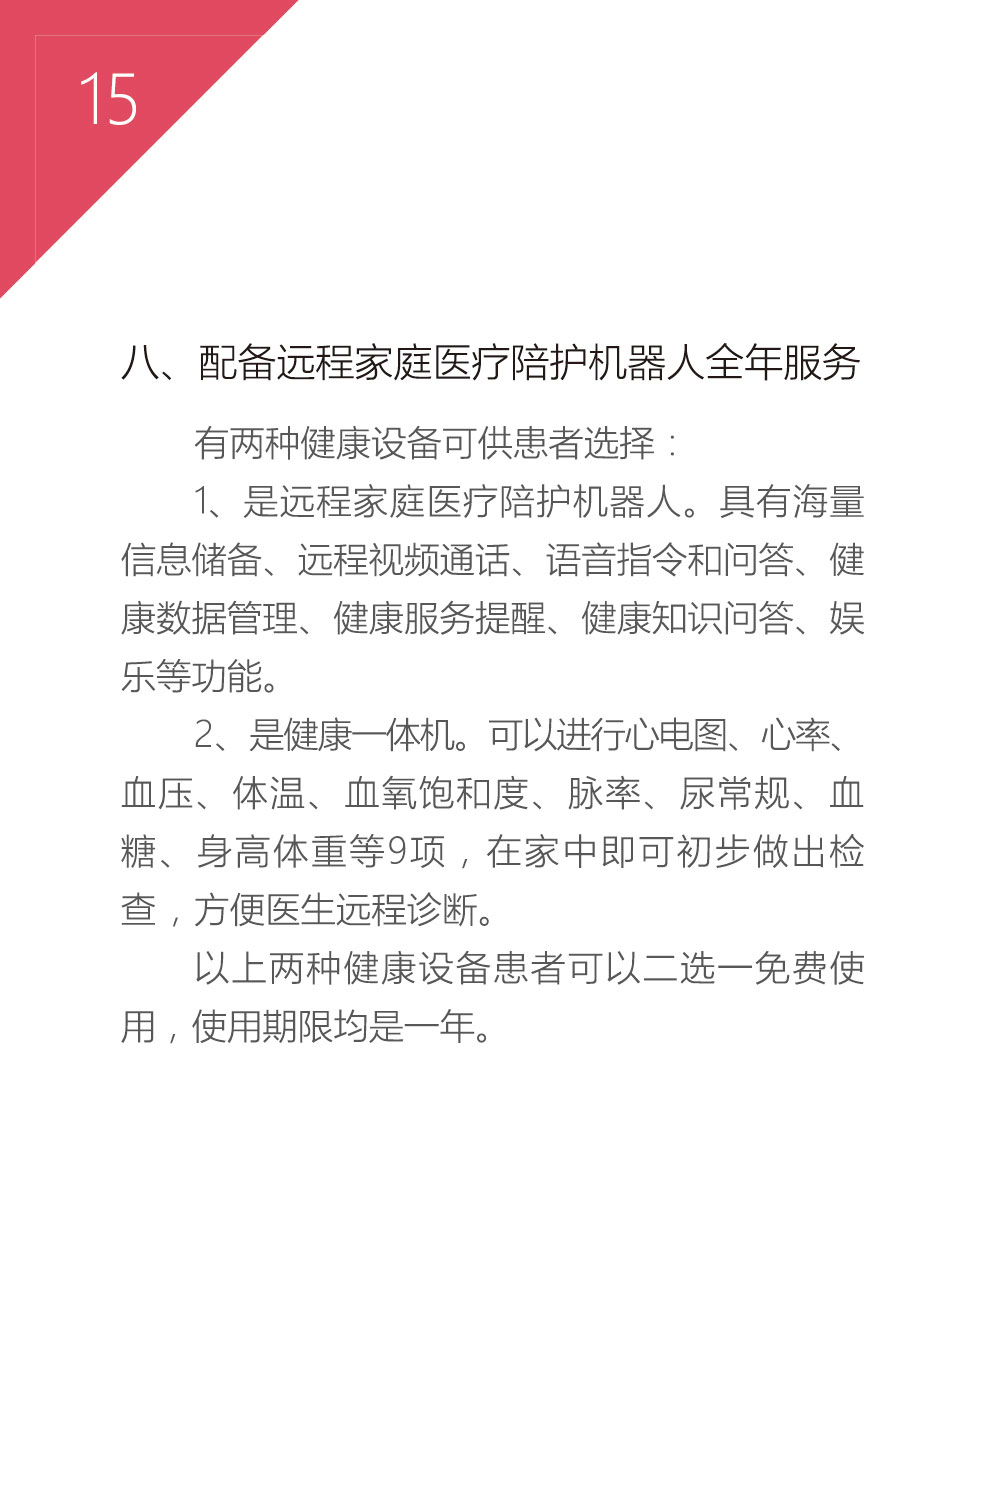 15
八、配备远程家庭医疗陪护机器人全年服务
有两种健康设备可供患者选择：
1、是远程家庭医疗陪护机器人。具有海量
信息储备、远程视频通话、语音指令和问答、健
康数据管理、健康服务提醒、健康知识问答、娱
乐等功能。
2、是健康一体机。可以进行心电图、心率、
血压、体温、血氧饱和度、脉率、尿常规、血
糖、身高体重等9项，在家中即可初步做出检
查，方便医生远程诊断。
以上两种健康设备患者可以二选一免费使
用，使用期限均是一年。